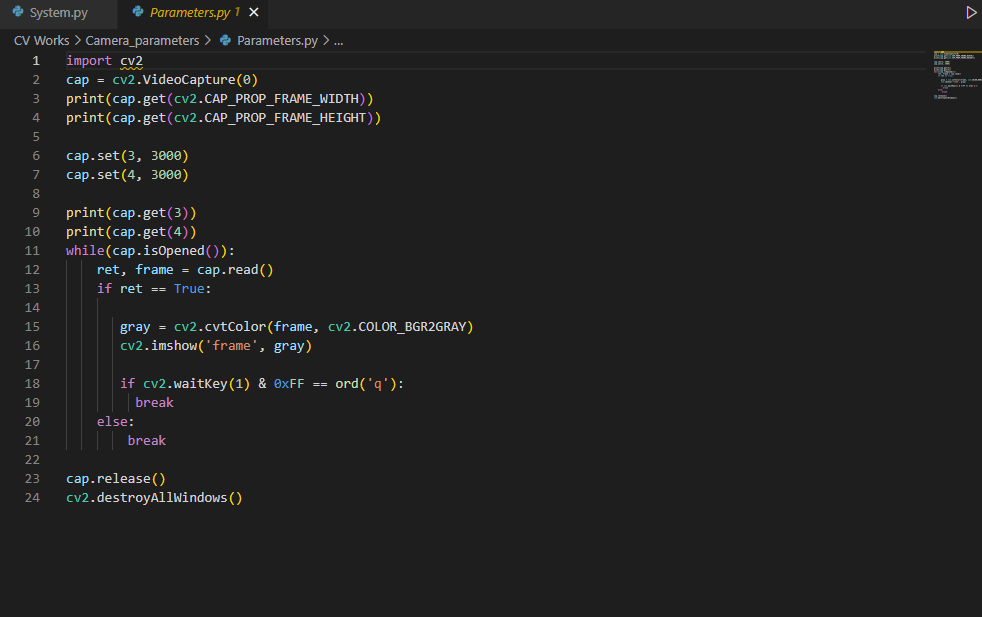 System.py
Parameters.py 1
CV Works > Camera_parameters > Parameters.py > ...
1 import cv2
2 cap = cv2.VideoCapture(0)
3 print(cap.get(cv2.CAP_PROP_FRAME_WIDTH))
4 print(cap.get(cv2.CAP_PROP_FRAME_HEIGHT))
5
6 cap.set(3, 3000)
7 cap.set(4, 3000)
8
9 print(cap.get(3))
10 print(cap.get(4))
11 while(cap.isOpened()):
12     ret, frame = cap.read()
13     if ret == True:
14
15        gray = cv2.cvtColor(frame, cv2.COLOR_BGR2GRAY)
16        cv2.imshow('frame', gray)
17
18        if cv2.waitKey(1) & 0xFF == ord('q'):
19          break
20     else:
21         break
22
23 cap.release()
24 cv2.destroyAllWindows()